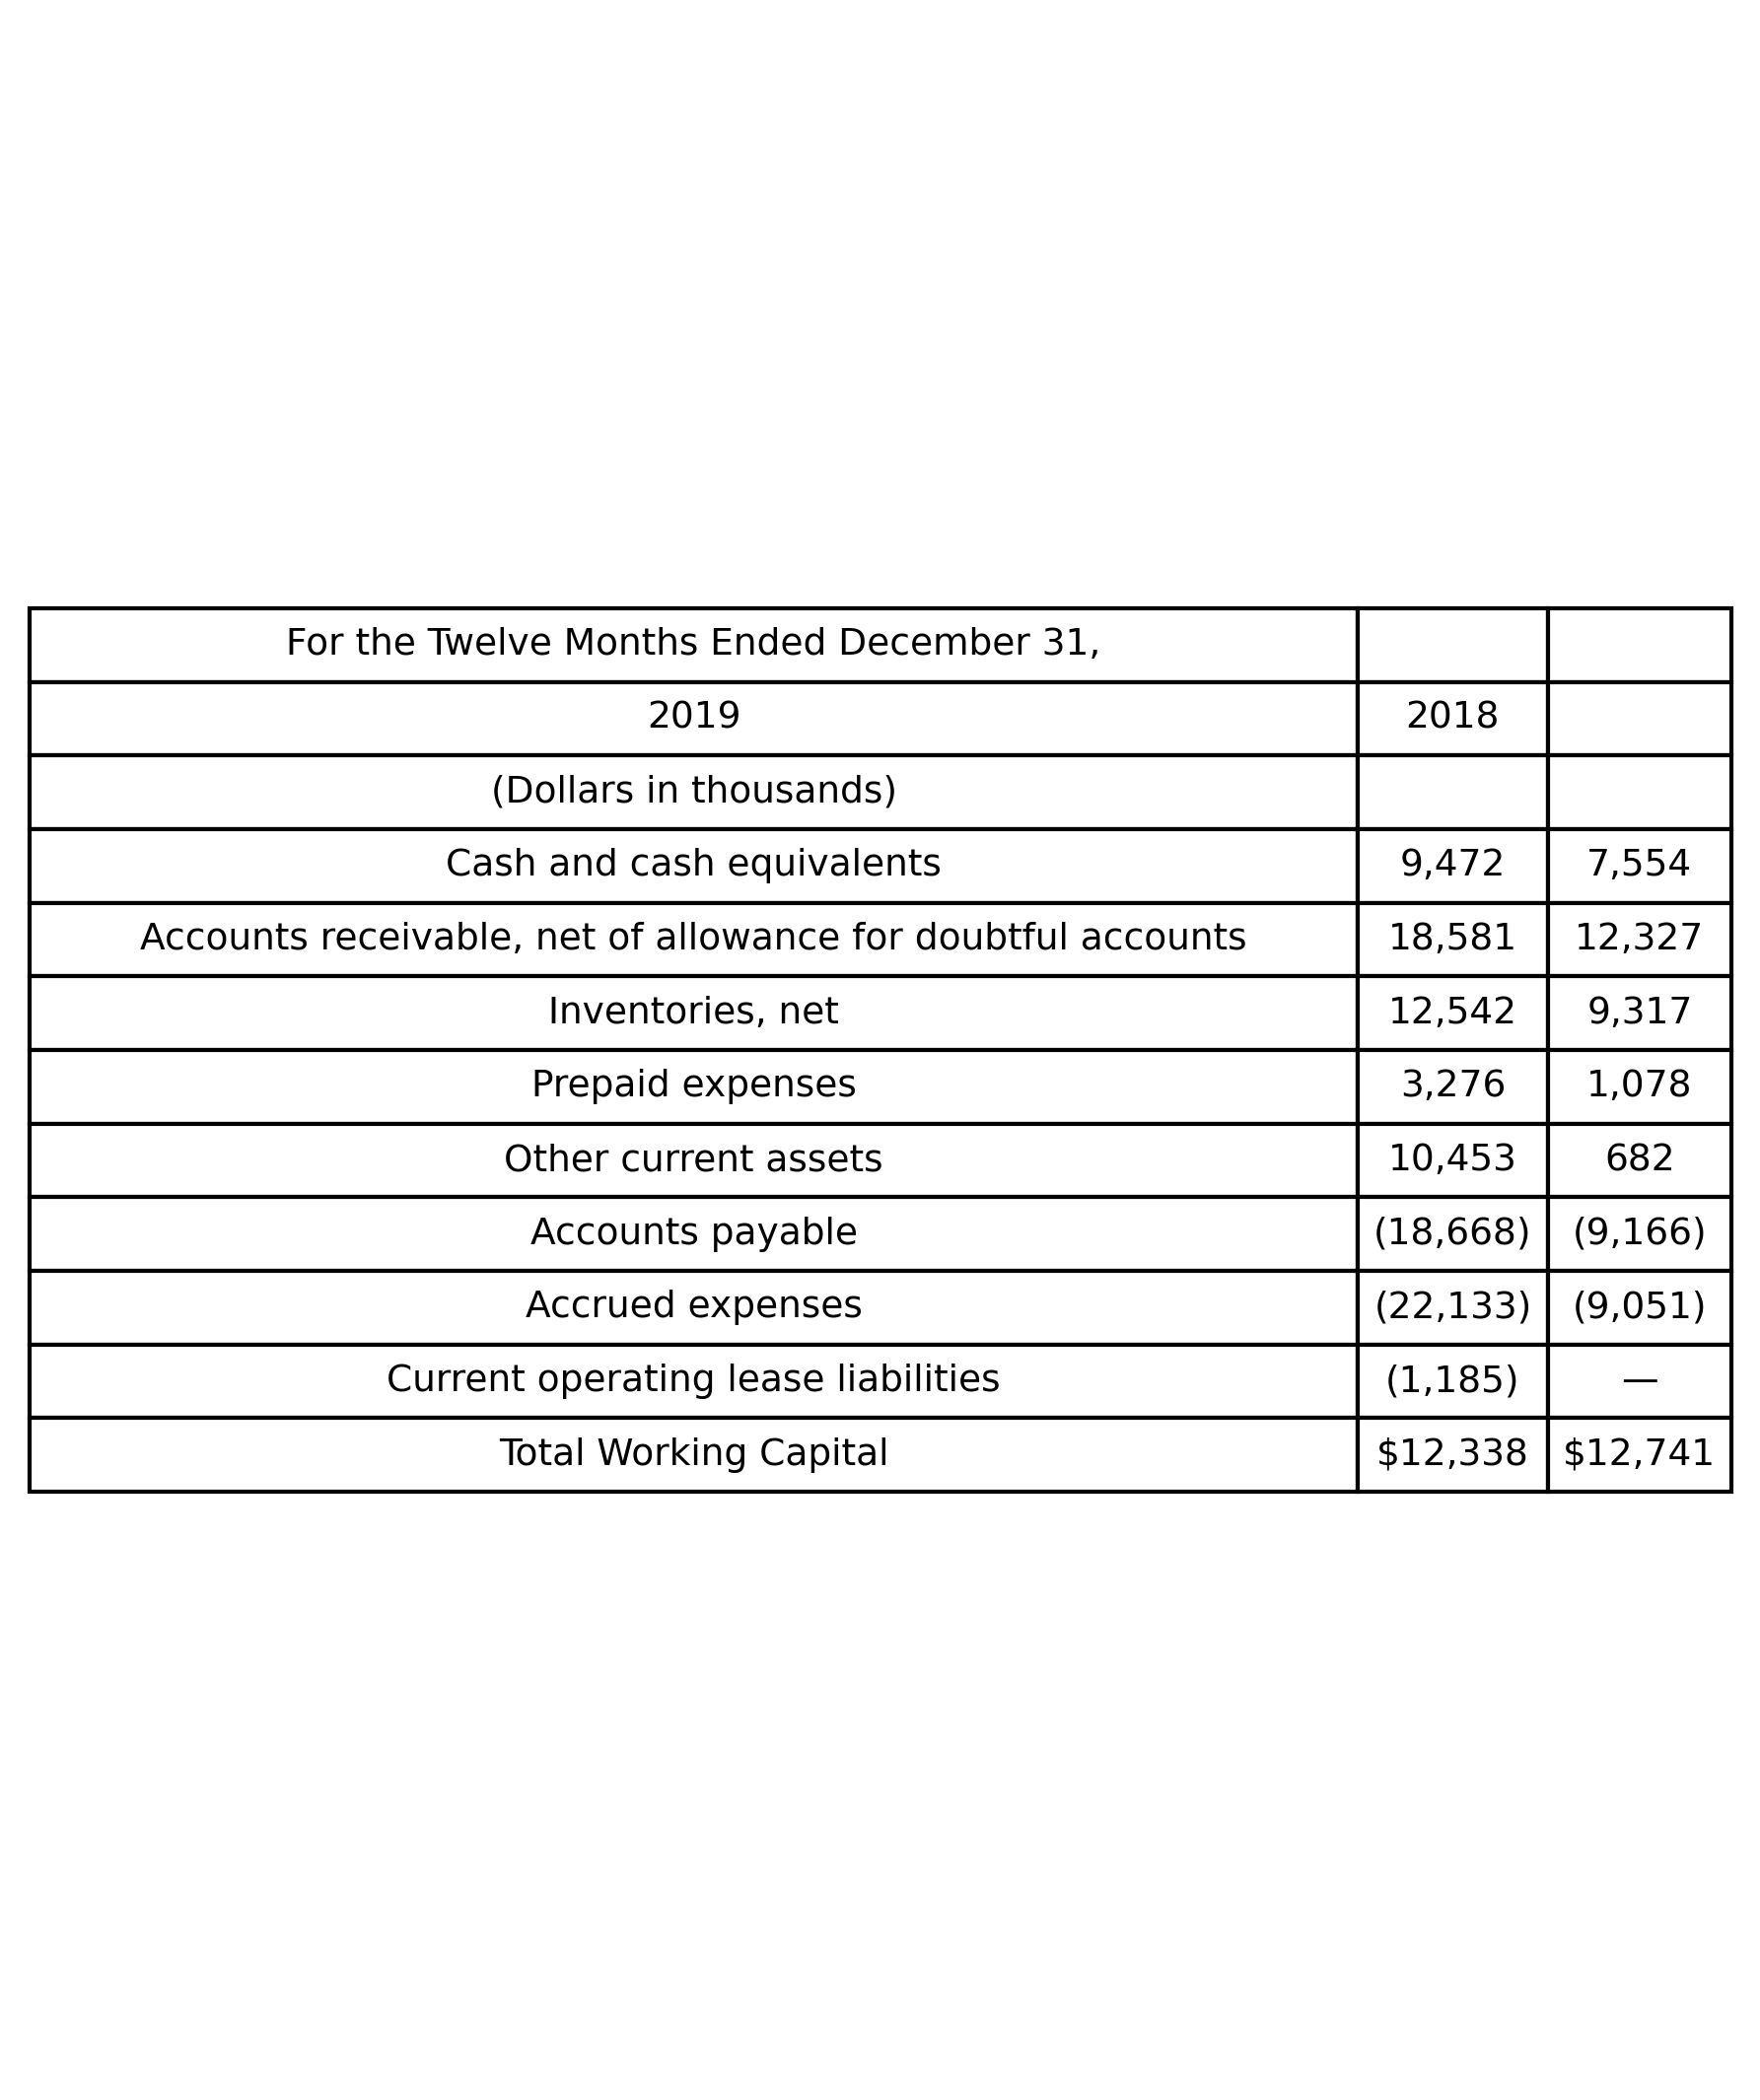 For the Twelve Months Ended December 31,
2019 2018
(Dollars in thousands)
Cash and cash equivalents 9,472 7,554
Accounts receivable, net of allowance for doubtful accounts 18,581 12,327
Inventories, net 12,542 9,317
Prepaid expenses 3,276 1,078
Other current assets 10,453 682
Accounts payable (18,668) (9,166)
Accrued expenses (22,133) (9,051)
Current operating lease liabilities (1,185) —
Total Working Capital $12,338 $12,741